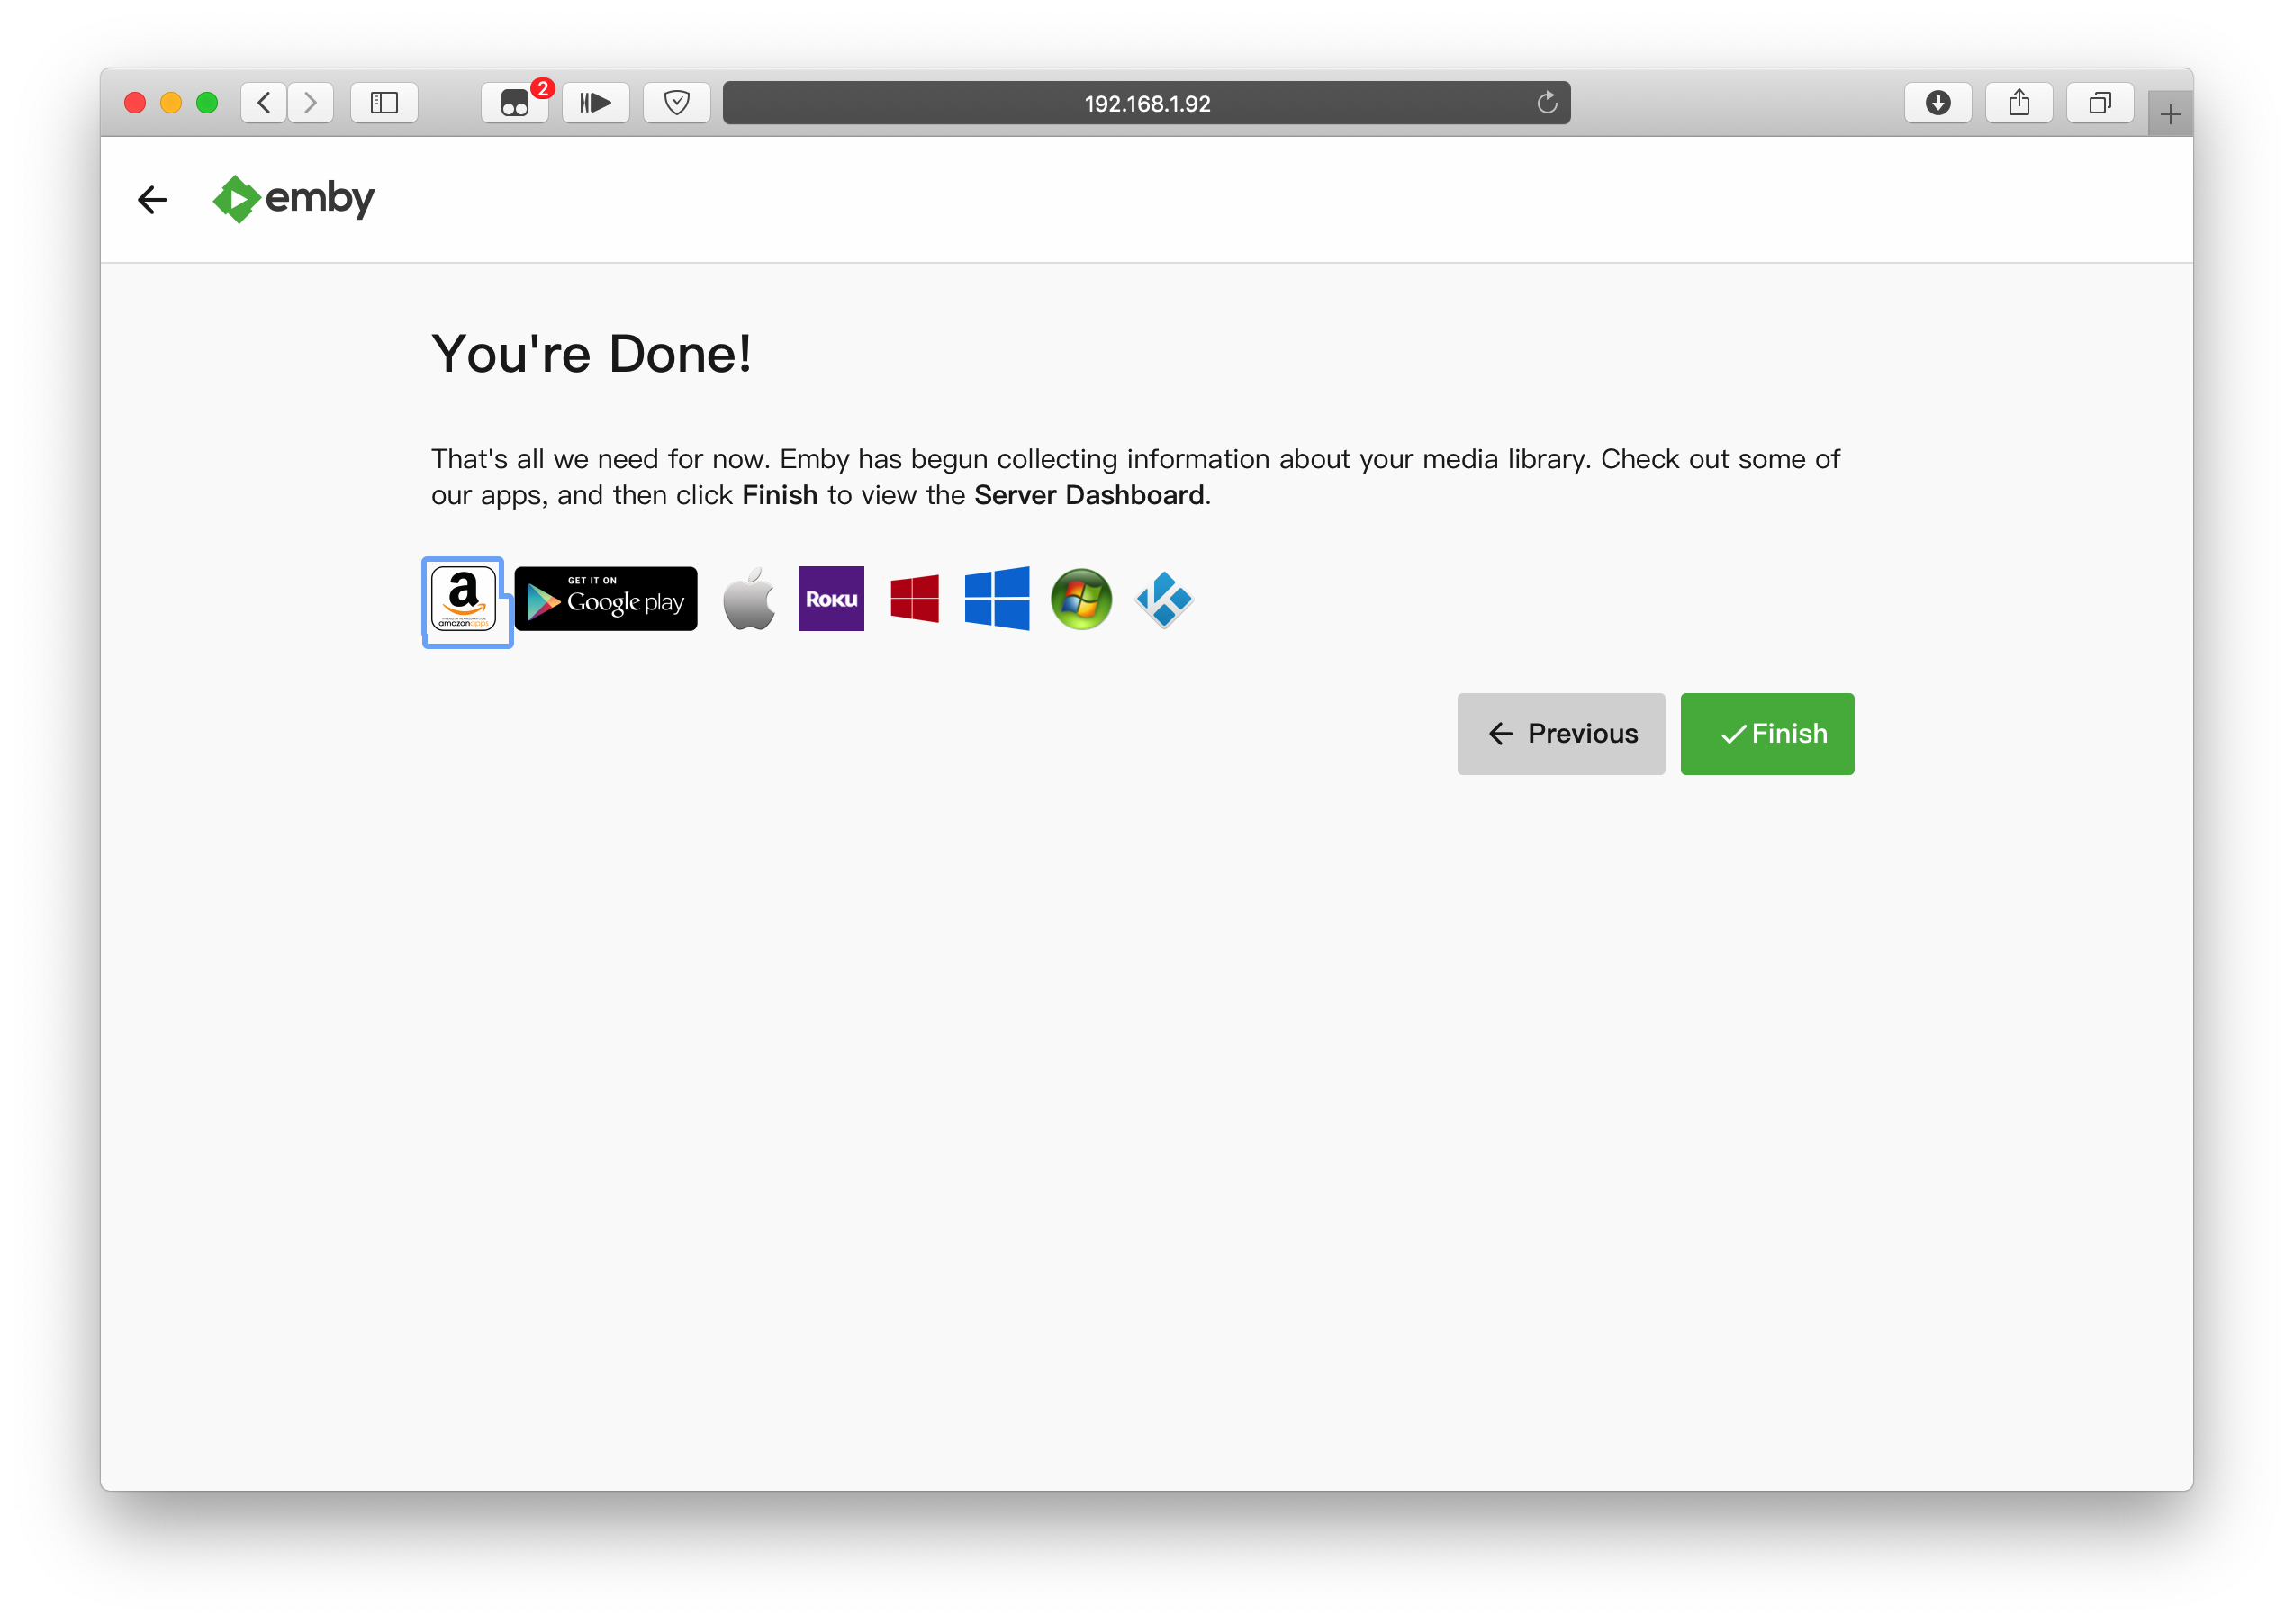 2
192.168.1.92
emby
You're Done!
That's all we need for now. Emby has begun collecting information about your media library. Check out some of
our apps, and then click Finish to view the Server Dashboard.
a
amazonapps
GET IT ON
Google play
ROKU
Previous
Finish